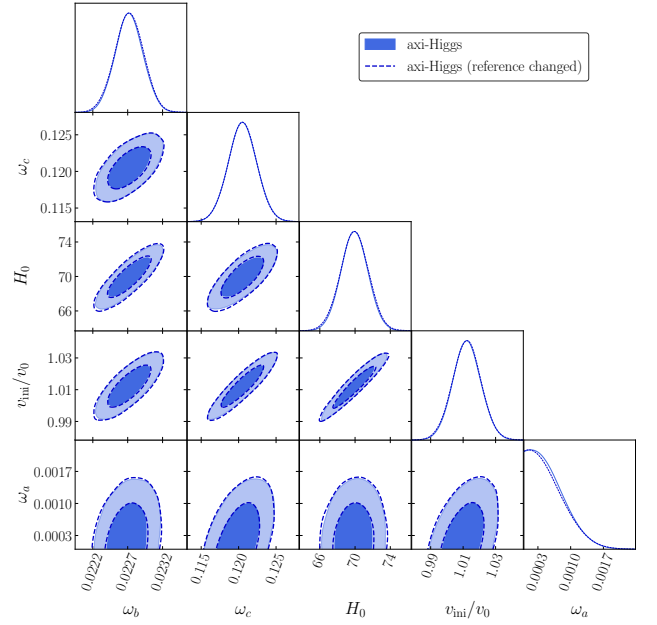 axi-Higgs
axi-Higgs (reference changed)
0.125
0.120
0.115
ω_c
74
66
H_0
1.03
1.01
0.99
v_ini/v_0
0.0017
0.0010
0.0003
ω_a
0.0222 0.0227 0.0232 0.115 0.120 0.125 66 70 74 0.99 1.01 1.03 0.0003 0.0010 0.0017
ω_b ω_c H_0 v_ini/v_0 ω_a